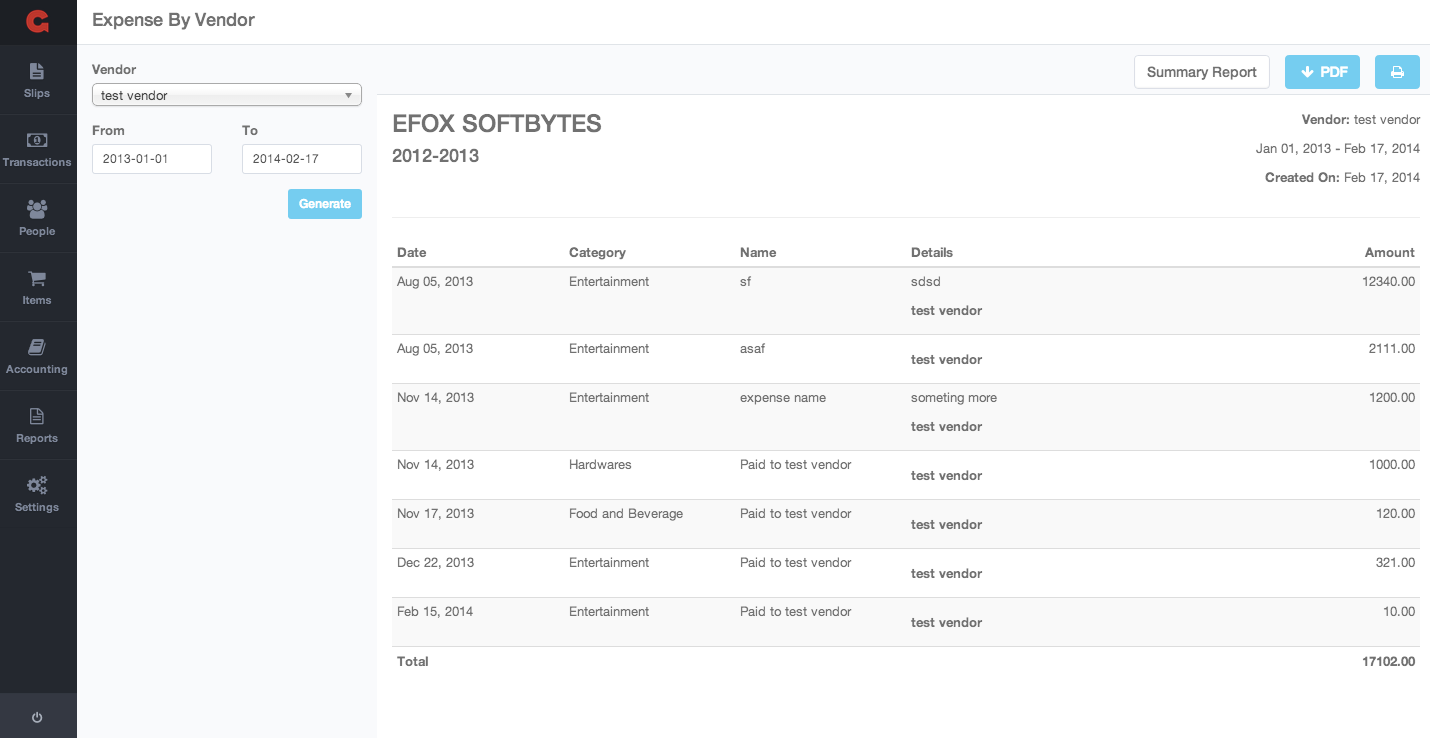 Expense By Vendor
Slips
Transactions
People
Items
Accounting
Reports
Settings
Vendor
test vendor
From To
2013-01-01 2014-02-17
Generate
Summary Report PDF
EFOX SOFTBYTES
2012-2013
Vendor: test vendor
Jan 01, 2013 - Feb 17, 2014
Created On: Feb 17, 2014
Date Category Name Details Amount
Aug 05, 2013 Entertainment sf sdsd 12340.00
test vendor
Aug 05, 2013 Entertainment asaf 2111.00
test vendor
Nov 14, 2013 Entertainment expense name someting more 1200.00
test vendor
Nov 14, 2013 Hardwares Paid to test vendor 1000.00
test vendor
Nov 17, 2013 Food and Beverage Paid to test vendor 120.00
test vendor
Dec 22, 2013 Entertainment Paid to test vendor 321.00
test vendor
Feb 15, 2014 Entertainment Paid to test vendor 10.00
test vendor
Total 17102.00